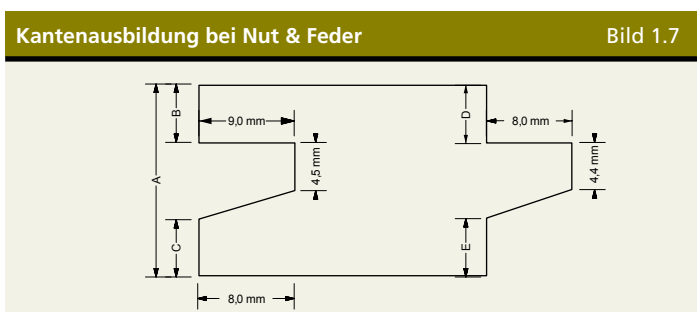 Kantenausbildung bei Nut & Feder Bild 1.7
B
D
9,0 mm
8,0 mm
A
4,5 mm
4,4 mm
C
E
8,0 mm